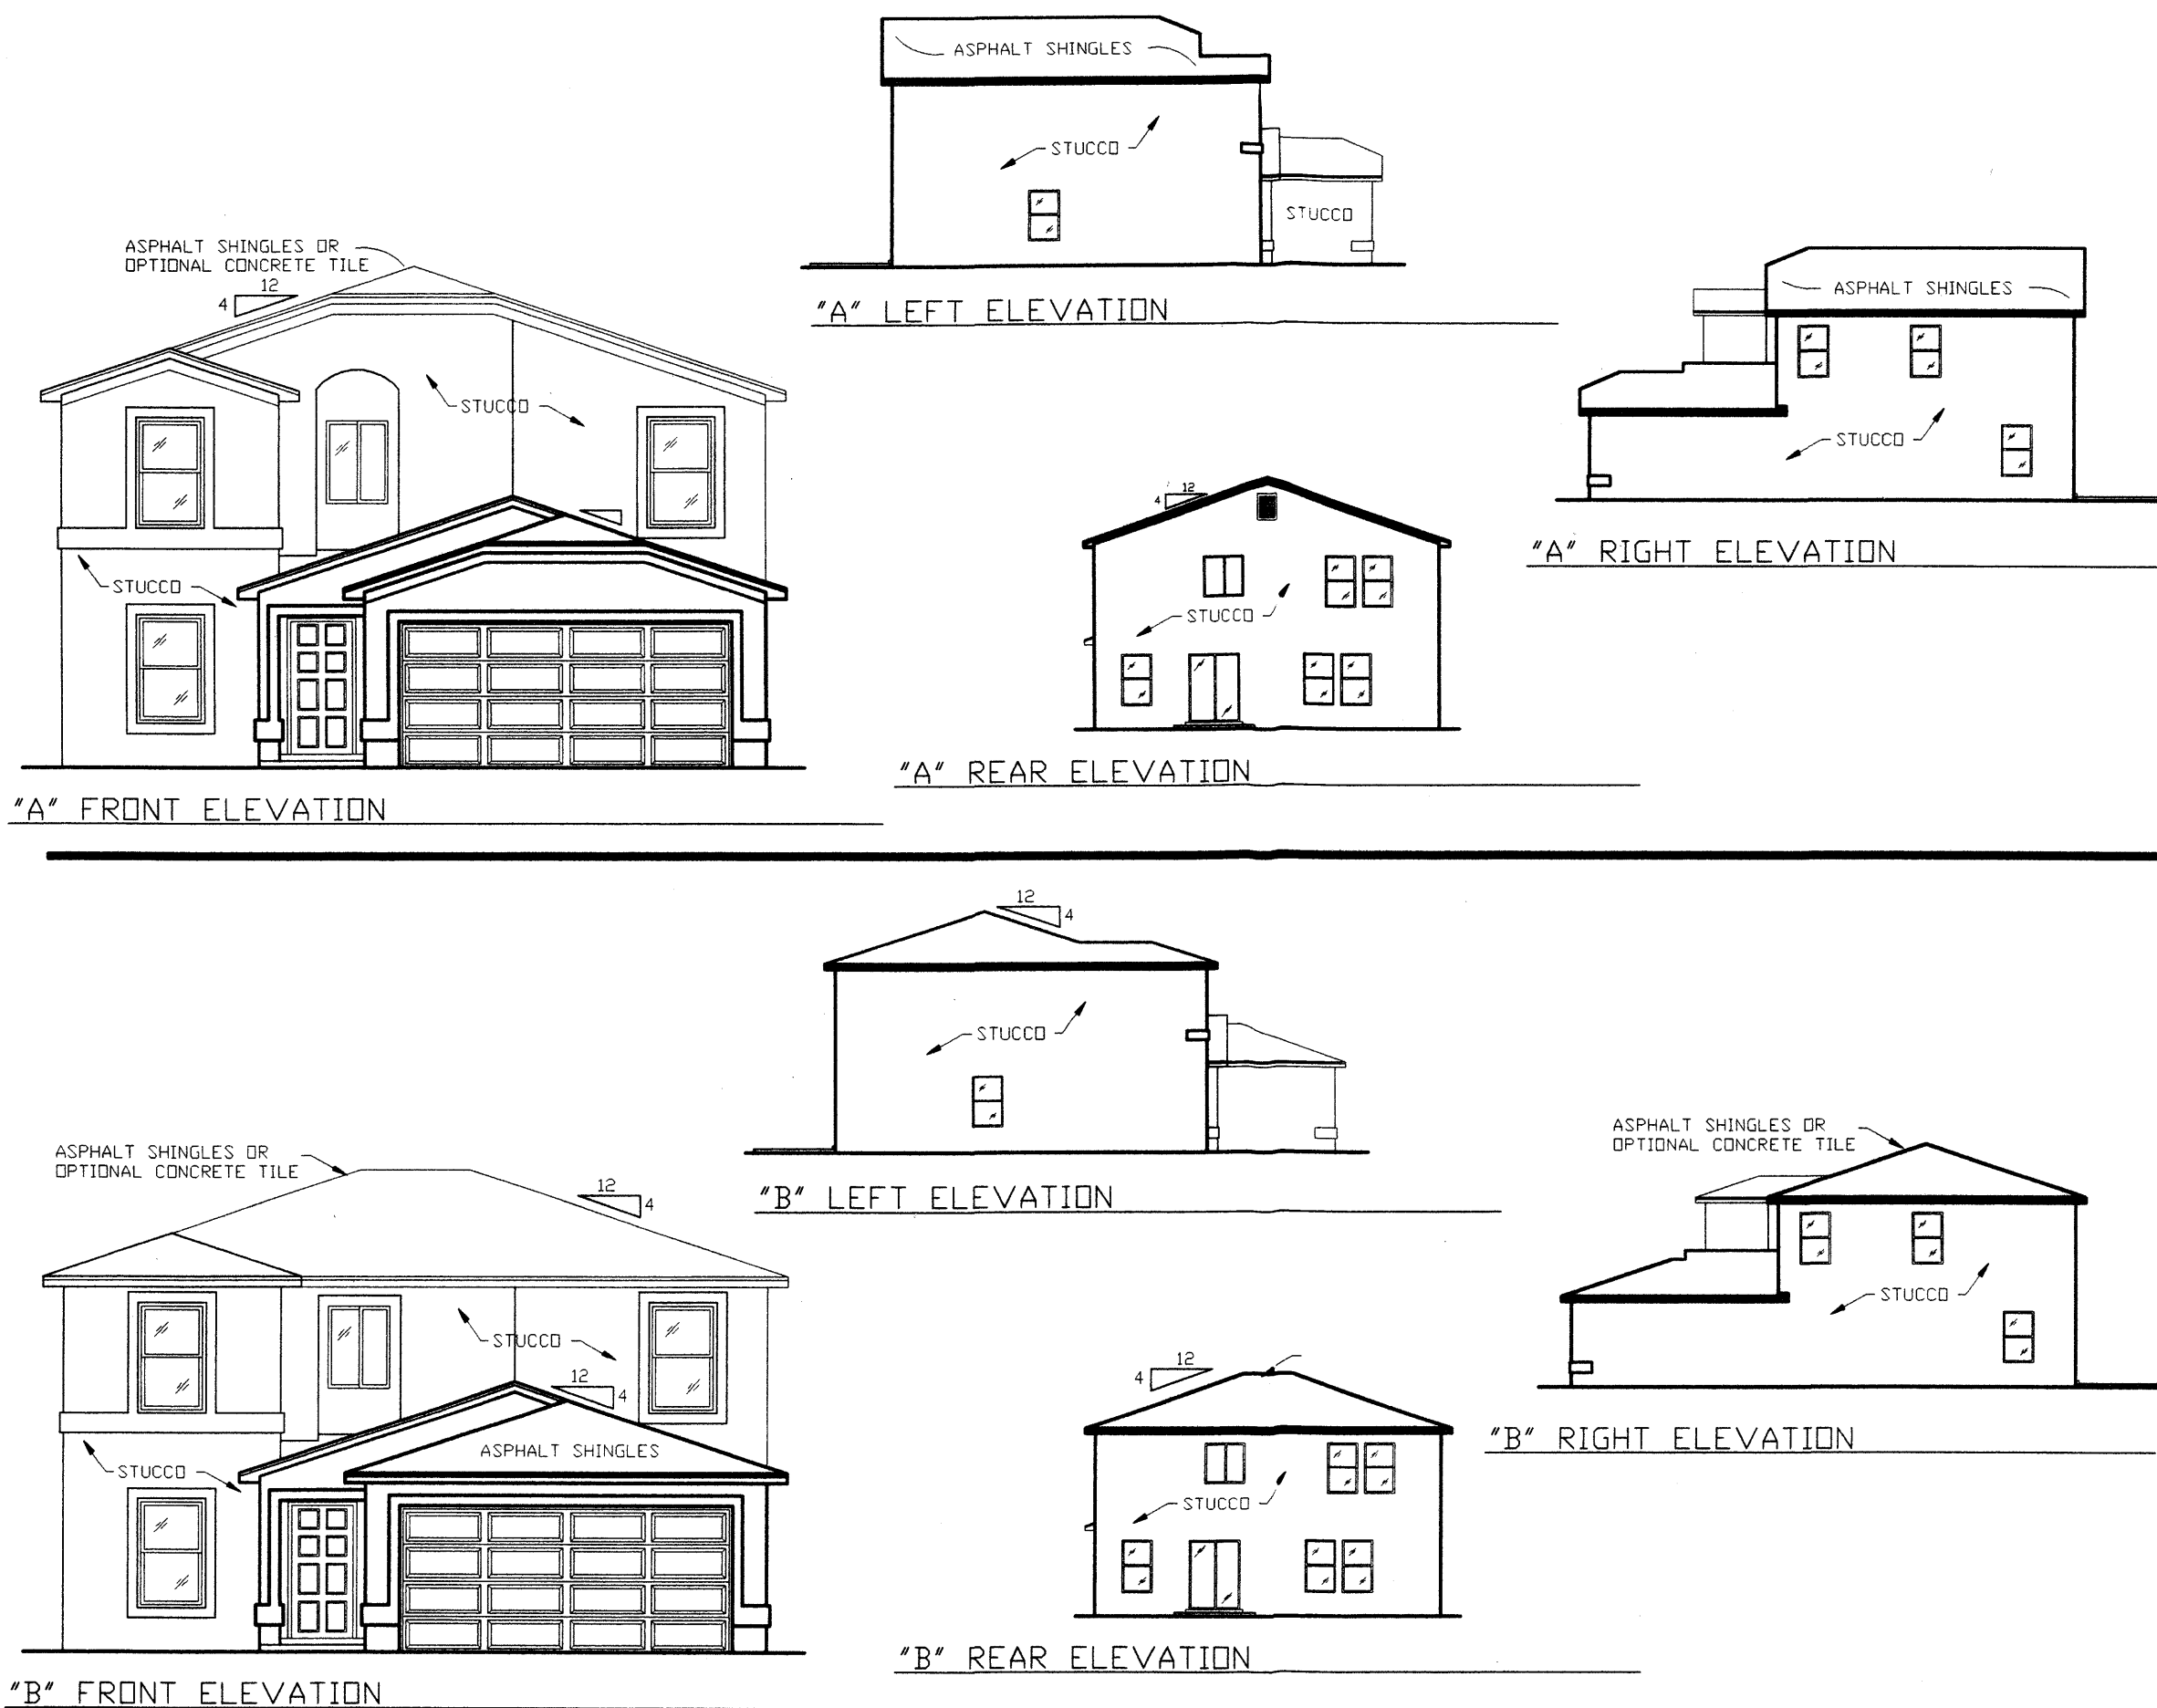 ASPHALT SHINGLES
STUCCO
STUCCO
"A" LEFT ELEVATION
ASPHALT SHINGLES OR
OPTIONAL CONCRETE TILE
12
4
STUCCO
STUCCO
"A" FRONT ELEVATION
ASPHALT SHINGLES
STUCCO
"A" RIGHT ELEVATION
12
4
STUCCO
"A" REAR ELEVATION
12
4
STUCCO
"B" LEFT ELEVATION
ASPHALT SHINGLES OR
OPTIONAL CONCRETE TILE
12
4
STUCCO
12
4
ASPHALT SHINGLES
STUCCO
"B" FRONT ELEVATION
ASPHALT SHINGLES OR
OPTIONAL CONCRETE TILE
STUCCO
"B" RIGHT ELEVATION
12
4
STUCCO
"B" REAR ELEVATION